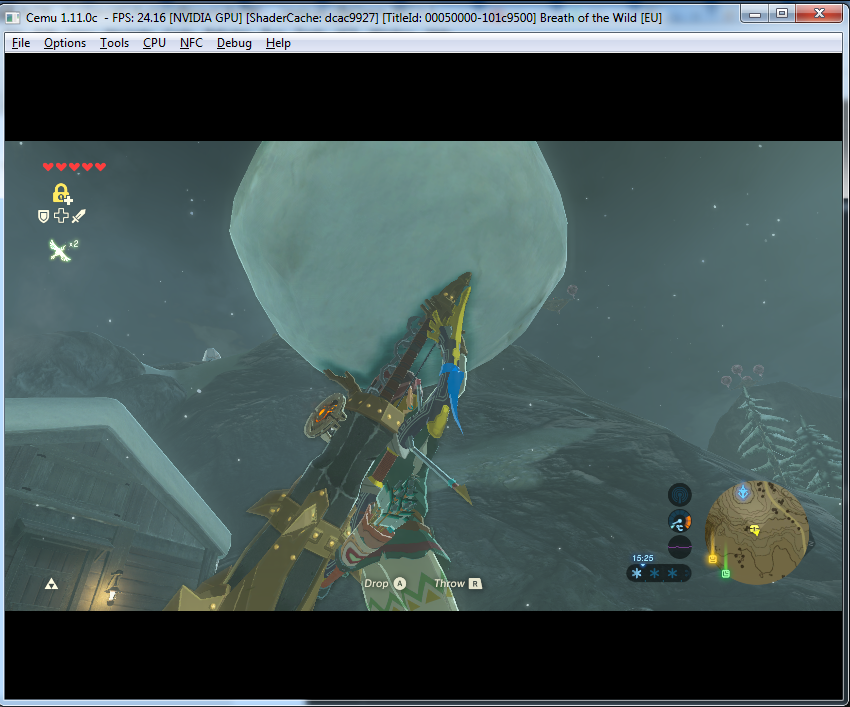 Cemu 1.11.0c - FPS: 24.16 [NVIDIA GPU] [ShaderCache: dcac9927] [TitleId: 00050000-101c9500] Breath of the Wild [EU]
File Options Tools CPU NFC Debug Help
x2
15:25
Drop A Throw R